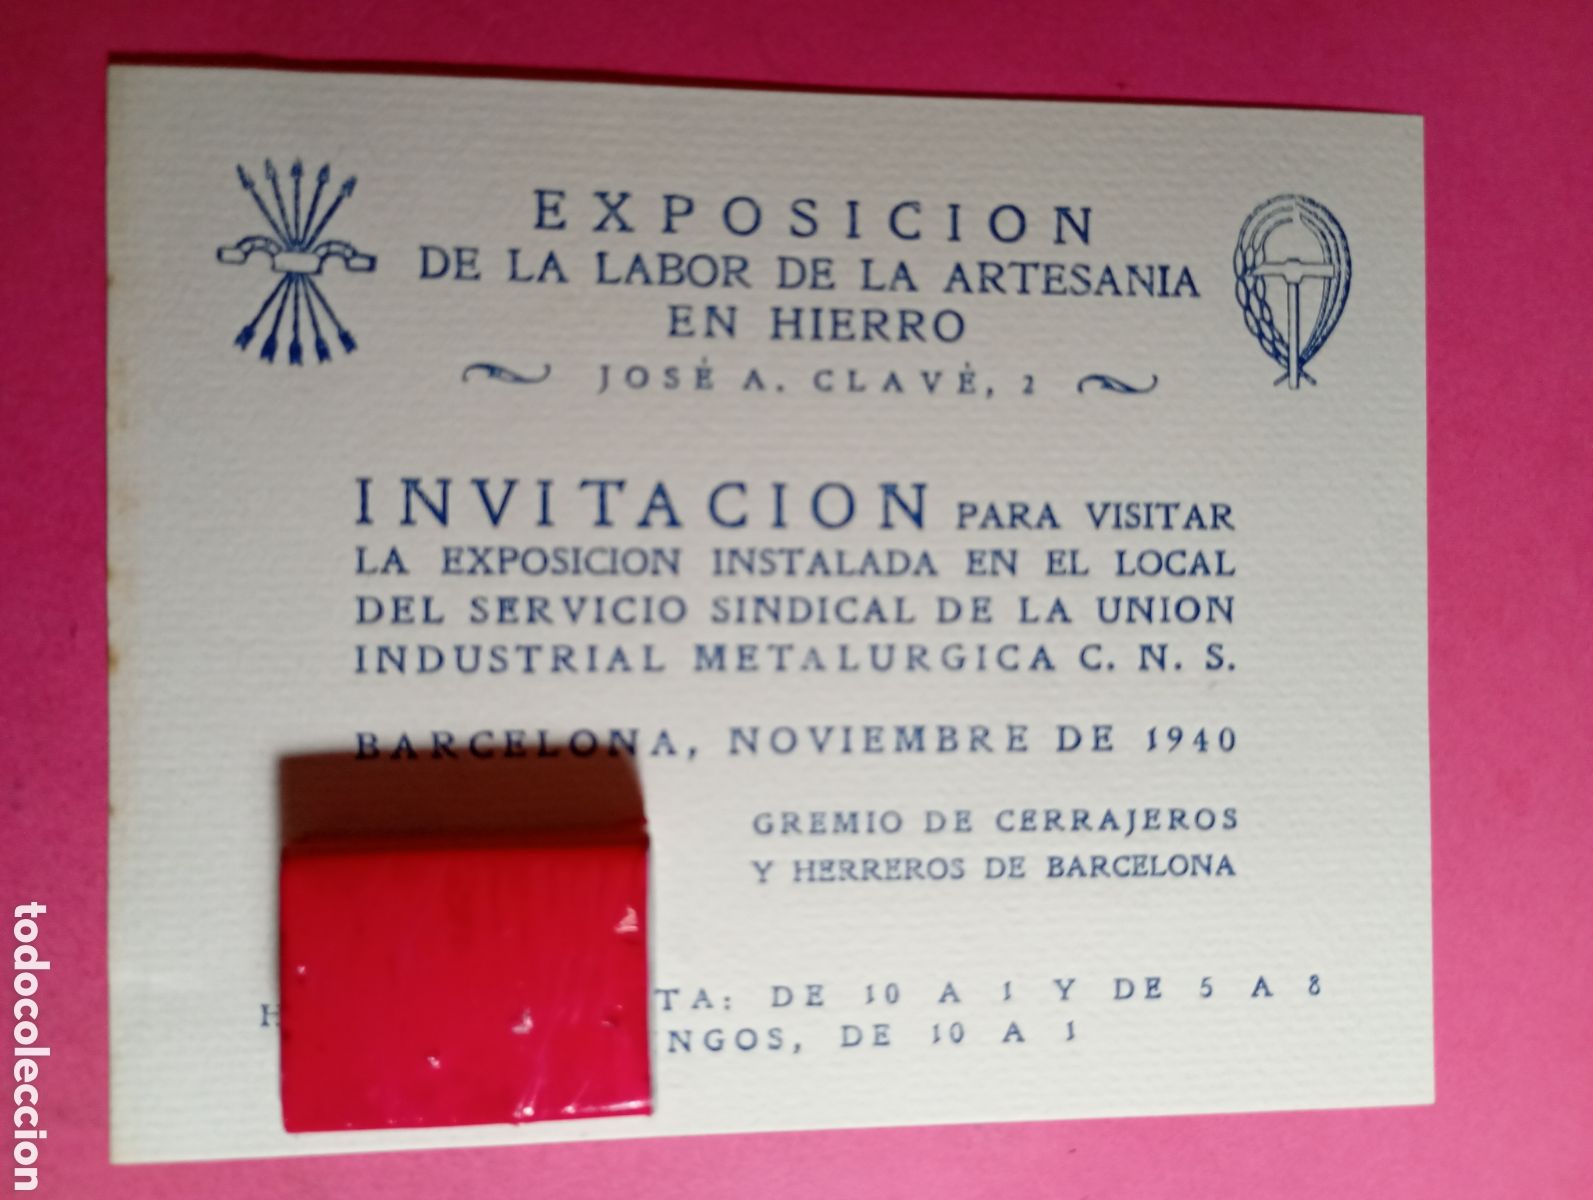 EXPOSICION
DE LA LABOR DE LA ARTESANIA
EN HIERRO
JOSÉ A. CLAVÉ, 2
INVITACION PARA VISITAR
LA EXPOSICION INSTALADA EN EL LOCAL
DEL SERVICIO SINDICAL DE LA UNION
INDUSTRIAL METALURGICA C. N. S.
BARCELONA, NOVIEMBRE DE 1940
GREMIO DE CERRAJEROS
Y HERREROS DE BARCELONA
DE 10 A 1 Y DE 5 A 8
DE 10 A 1
todocoleccion